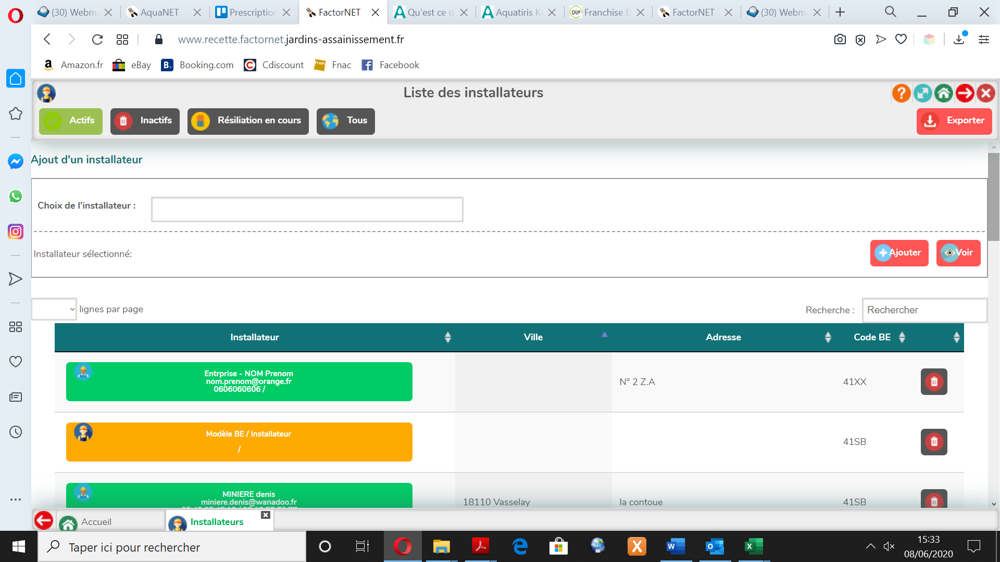 (30) Webm
AquaNET
Prescription
FactorNET
Qu'est ce q
Aquatiris K
Franchise D
FactorNET
(30) Webm
www.recette.factornet.jardins-assainissement.fr
Amazon.fr
eBay
Booking.com
Cdiscount
Fnac
Facebook
Liste des installateurs
Actifs
Inactifs
Résiliation en cours
Tous
Exporter
Ajout d'un installateur
Choix de l'installateur :
Installateur sélectionné:
Ajouter
Voir
lignes par page
Recherche :
Rechercher
Installateur
Ville
Adresse
Code BE
Entrprise - NOM Prenom
nom.prenom@orange.fr
0606060606 /
N° 2 Z.A
41XX
Modèle BE / Installateur
/
41SB
MINIERE denis
miniere.denis@wanadoo.fr
18110 Vasselay
la contoue
41SB
Accueil
Installateurs
Taper ici pour rechercher
15:33
08/06/2020